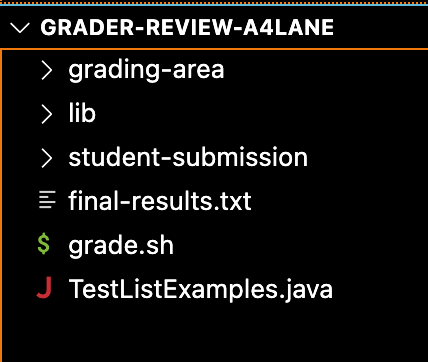 GRADER-REVIEW-A4LANE
grading-area
lib
student-submission
final-results.txt
$ grade.sh
J TestListExamples.java